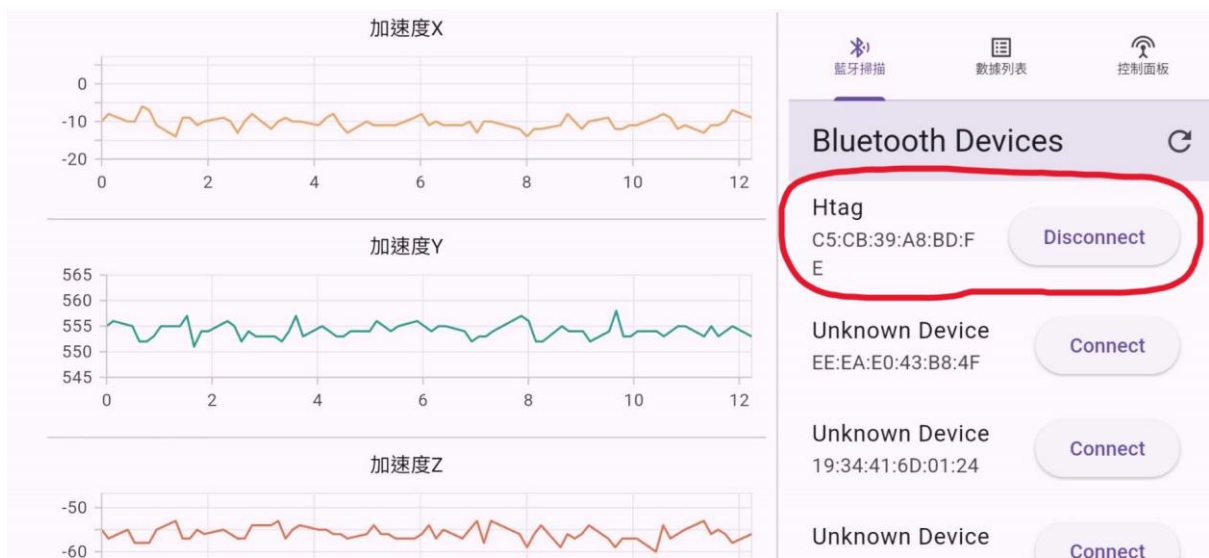 加速度X
0
-10
-20
0 2 4 6 8 10 12
加速度Y
565
560
555
550
545
0 2 4 6 8 10 12
加速度Z
-50
-60
藍牙掃描 數據列表 控制面板
Bluetooth Devices
Htag
C5:CB:39:A8:BD:F
E
Disconnect
Unknown Device
EE:EA:E0:43:B8:4F
Connect
Unknown Device
19:34:41:6D:01:24
Connect
Unknown Device
Connect